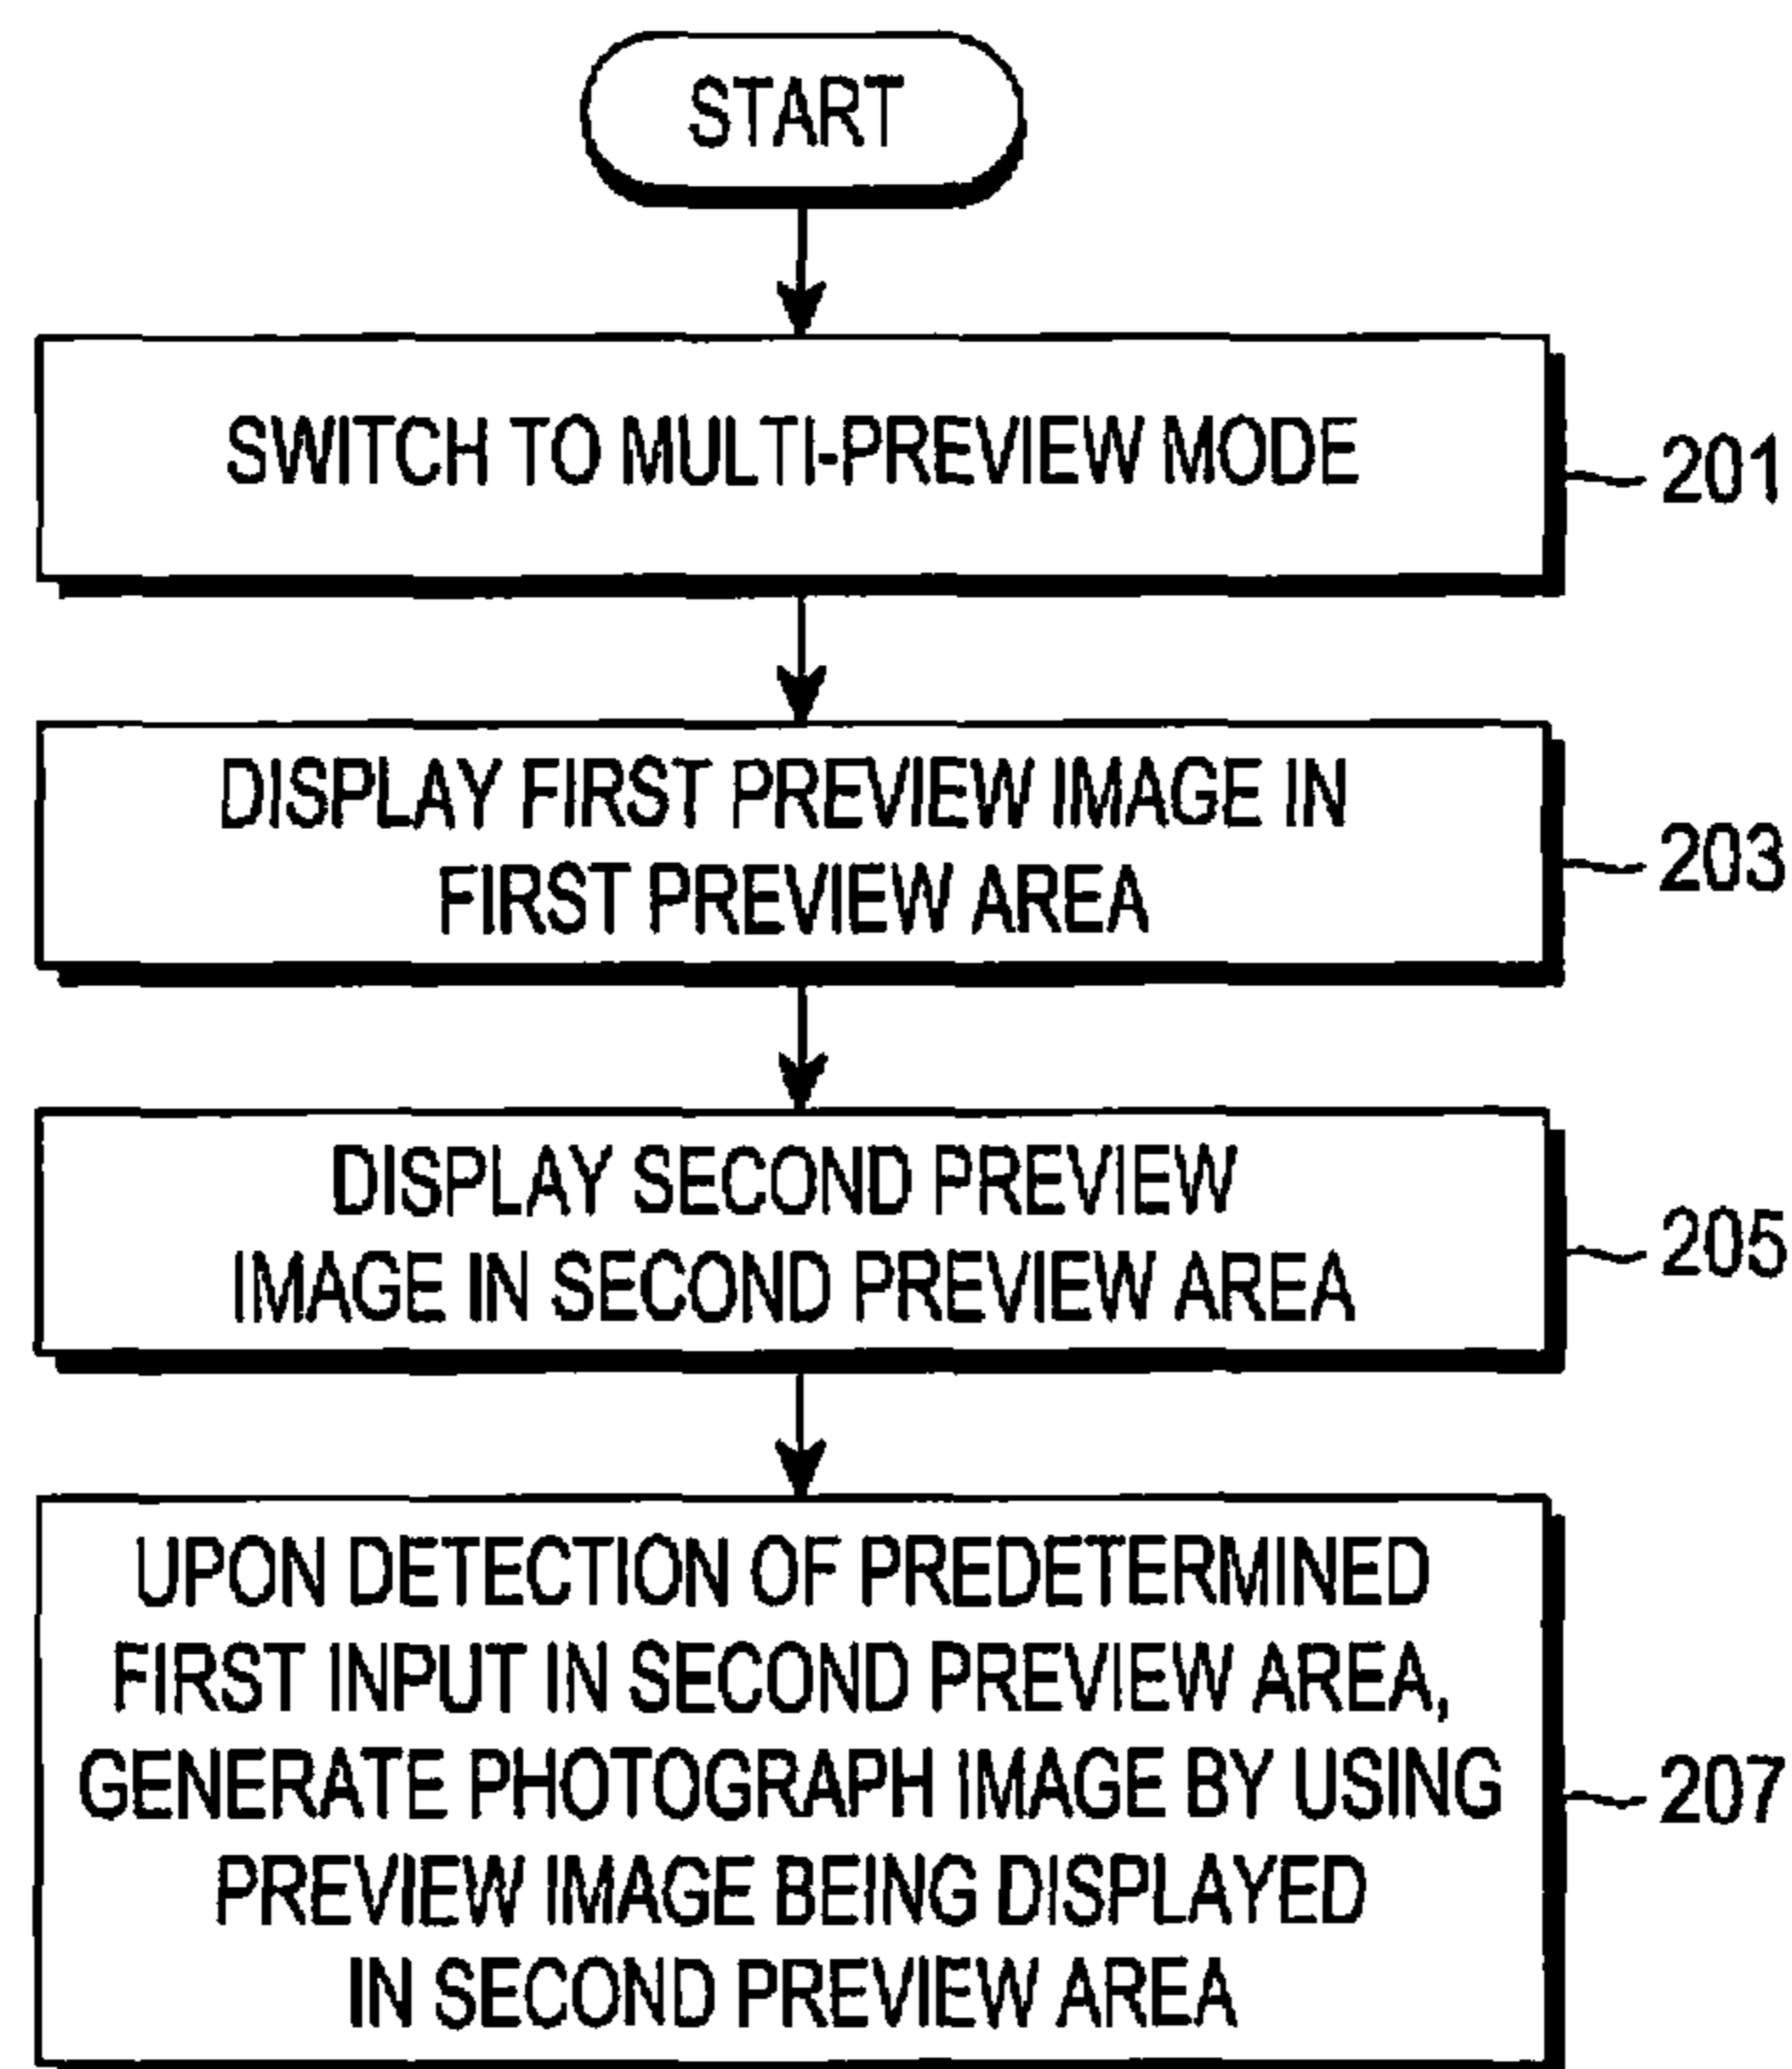 START
SWITCH TO MULTI-PREVIEW MODE
201
DISPLAY FIRST PREVIEW IMAGE IN
FIRST PREVIEW AREA
203
DISPLAY SECOND PREVIEW
IMAGE IN SECOND PREVIEW AREA
205
UPON DETECTION OF PREDETERMINED
FIRST INPUT IN SECOND PREVIEW AREA,
GENERATE PHOTOGRAPH IMAGE BY USING
PREVIEW IMAGE BEING DISPLAYED
IN SECOND PREVIEW AREA
207